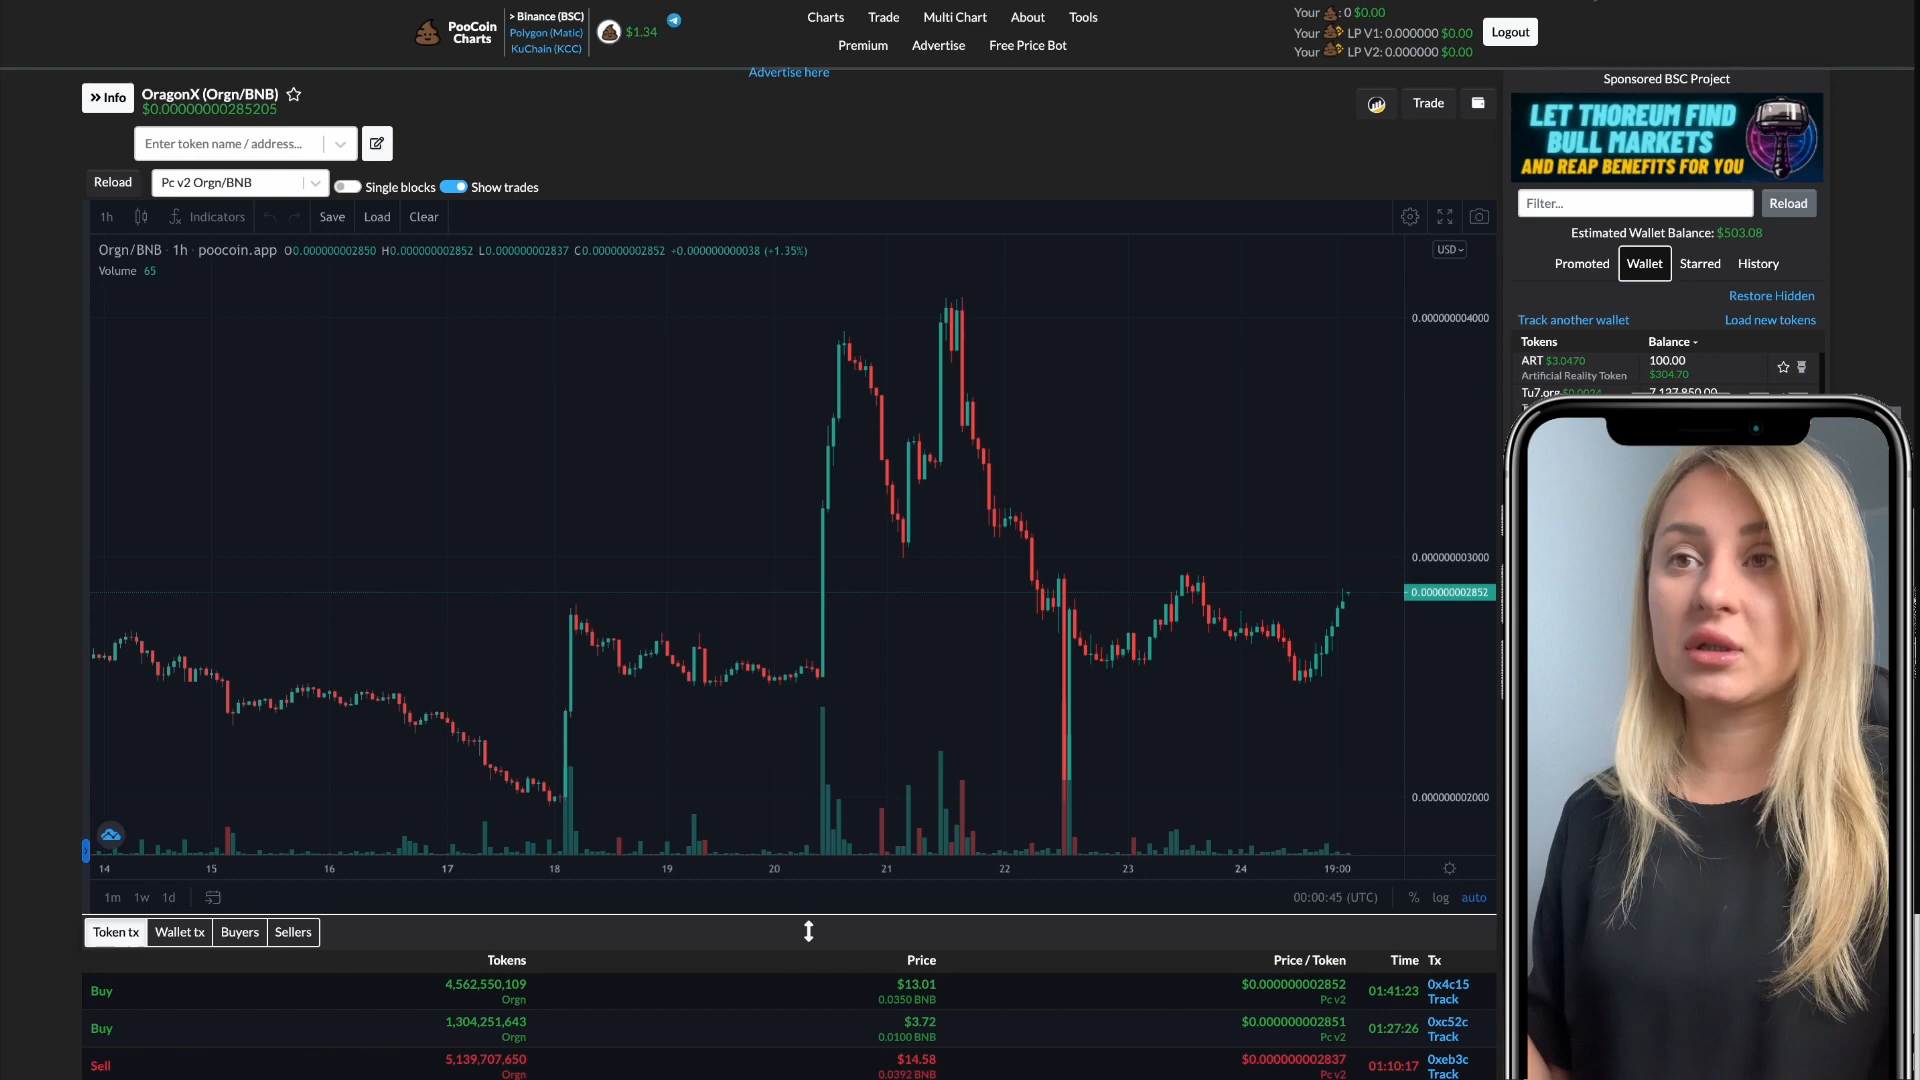 PooCoin
Charts
> Binance (BSC)
Polygon (Matic)
KuChain (KCC)
$1.34
Charts
Trade
Multi Chart
About
Tools
Premium
Advertise
Free Price Bot
Your : 0 $0.00
Your LP V1: 0.000000 $0.00
Your LP V2: 0.000000 $0.00
Logout
Advertise here
Info
OragonX (Orgn/BNB)
$0.00000000285205
Trade
Enter token name / address...
Reload
Pc v2 Orgn/BNB
Single blocks
Show trades
1h
Indicators
Save
Load
Clear
Orgn/BNB · 1h · poocoin.app O0.000000002850 H0.000000002852 L0.000000002837 C0.000000002852 +0.000000000038 (+1.35%)
USD
Volume 65
0.000000004000
0.000000003000
0.000000002852
0.000000002000
14 15 16 17 18 19 20 21 22 23 24 19:00
1m 1w 1d
00:00:45 (UTC)
% log auto
Token tx
Wallet tx
Buyers
Sellers
Tokens Price Price / Token Time Tx
Buy 4,562,550,109 $13.01 $0.000000002852 01:41:23 0x4c15
Orgn 0.0350 BNB Pc v2 Track
Buy 1,304,251,643 $3.72 $0.000000002851 01:27:26 0xc52c
Orgn 0.0100 BNB Pc v2 Track
Sell 5,139,707,650 $14.58 $0.000000002837 01:10:17 0xeb3c
Orgn 0.0392 BNB Pc v2 Track
Sponsored BSC Project
LET THOREUM FIND
BULL MARKETS
AND REAP BENEFITS FOR YOU
Filter...
Reload
Estimated Wallet Balance: $503.08
Promoted
Wallet
Starred
History
Restore Hidden
Track another wallet
Load new tokens
Tokens Balance
ART $3.0470 100.00
Artificial Reality Token $304.70
Tu7.org $0.0024 7,127,850.00